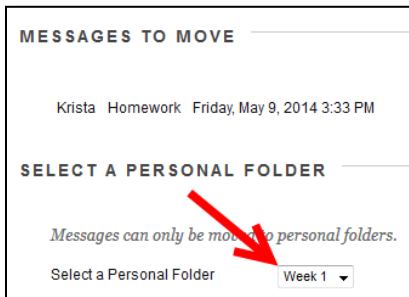 MESSAGES TO MOVE
Krista Homework Friday, May 9, 2014 3:33 PM
SELECT A PERSONAL FOLDER
Messages can only be moved to personal folders.
Select a Personal Folder Week 1